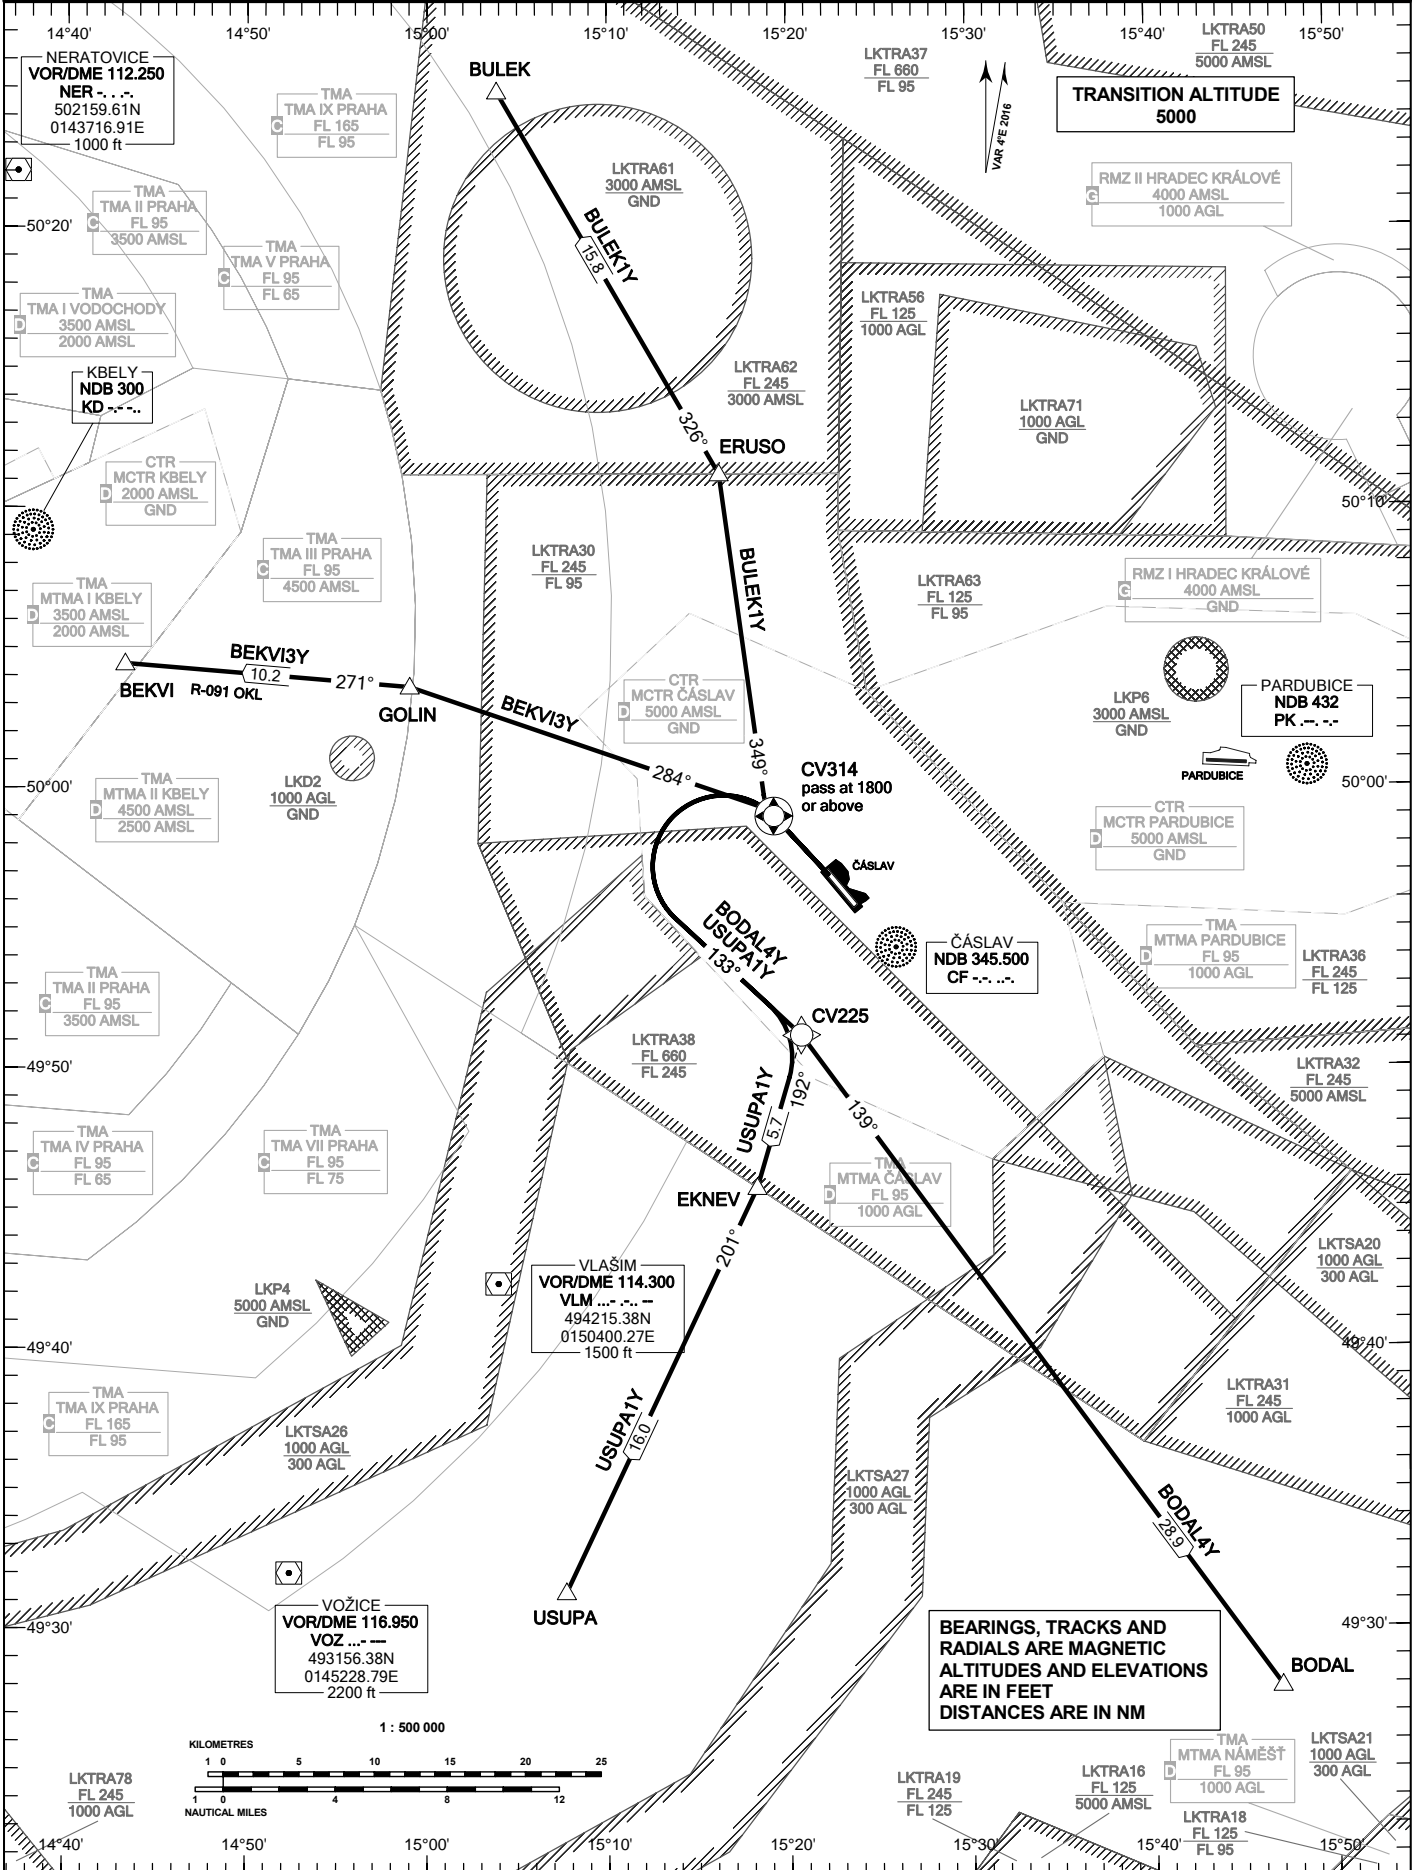 14°40'
14°50'
15°00'
15°10'
15°20'
15°30'
15°40'
15°50'
NERATOVICE
VOR/DME 112.250
NER -. . .-.
502159.61N
0143716.91E
1000 ft
TMA
TMA IX PRAHA
C
FL 165
FL 95
BULEK
LKTRA37
FL 660
FL 95
LKTRA50
FL 245
5000 AMSL
VAR 4°E 2016
TRANSITION ALTITUDE
5000
LKTRA61
3000 AMSL
GND
RMZ II HRADEC KRÁLOVÉ
G
4000 AMSL
1000 AGL
50°20'
TMA
TMA II PRAHA
C
FL 95
3500 AMSL
TMA
TMA V PRAHA
C
FL 95
FL 65
BULEK1Y
15.8
TMA
TMA I VODOCHODY
D
3500 AMSL
2000 AMSL
LKTRA56
FL 125
1000 AGL
KBELY
NDB 300
KD -.- -..
LKTRA62
FL 245
3000 AMSL
LKTRA71
1000 AGL
GND
326°
ERUSO
CTR
MCTR KBELY
D
2000 AMSL
GND
50°10'
TMA
TMA III PRAHA
C
FL 95
4500 AMSL
LKTRA30
FL 245
FL 95
BULEK1Y
LKTRA63
FL 125
FL 95
RMZ I HRADEC KRÁLOVÉ
G
4000 AMSL
GND
TMA
MTMA I KBELY
D
3500 AMSL
2000 AMSL
BEKVI3Y
10.2
271°
BEKVI
R-091 OKL
GOLIN
BEKVI3Y
284°
CTR
MCTR ČÁSLAV
D
5000 AMSL
GND
349°
LKP6
3000 AMSL
GND
PARDUBICE
NDB 432
PK .--. -.-
PARDUBICE
CV314
pass at 1800
or above
50°00'
50°00'
LKD2
1000 AGL
GND
TMA
MTMA II KBELY
D
4500 AMSL
2500 AMSL
CTR
MCTR PARDUBICE
D
5000 AMSL
GND
ČÁSLAV
BODAL4Y
USUPA1Y
133°
ČÁSLAV
NDB 345.500
CF -.-. ..-.
TMA
MTMA PARDUBICE
D
FL 95
1000 AGL
LKTRA36
FL 245
FL 125
TMA
TMA II PRAHA
C
FL 95
3500 AMSL
CV225
LKTRA38
FL 660
FL 245
49°50'
LKTRA32
FL 245
5000 AMSL
USUPA1Y
5.7
192°
139°
TMA
TMA IV PRAHA
C
FL 95
FL 65
TMA
TMA VII PRAHA
C
FL 95
FL 75
TMA
MTMA ČÁSLAV
D
FL 95
1000 AGL
EKNEV
201°
LKTSA20
1000 AGL
300 AGL
VLAŠIM
VOR/DME 114.300
VLM ...- .-.. --
494215.38N
0150400.27E
1500 ft
LKP4
5000 AMSL
GND
49°40'
49°40'
TMA
TMA IX PRAHA
C
FL 165
FL 95
LKTRA31
FL 245
1000 AGL
LKTSA26
1000 AGL
300 AGL
USUPA1Y
16.0
LKTSA27
1000 AGL
300 AGL
BODAL4Y
28.9
VOŽICE
VOR/DME 116.950
VOZ ...- --- --..
493156.38N
0145228.79E
2200 ft
USUPA
49°30'
49°30'
BEARINGS, TRACKS AND
RADIALS ARE MAGNETIC
ALTITUDES AND ELEVATIONS
ARE IN FEET
DISTANCES ARE IN NM
BODAL
1 : 500 000
KILOMETRES
1 0 5 10 15 20 25
1 0 4 8 12
NAUTICAL MILES
LKTRA78
FL 245
1000 AGL
LKTRA19
FL 245
FL 125
LKTRA16
FL 125
5000 AMSL
TMA
MTMA NÁMĚŠŤ
D
FL 95
1000 AGL
LKTSA21
1000 AGL
300 AGL
LKTRA18
FL 125
FL 95
14°40'
14°50'
15°00'
15°10'
15°20'
15°30'
15°40'
15°50'